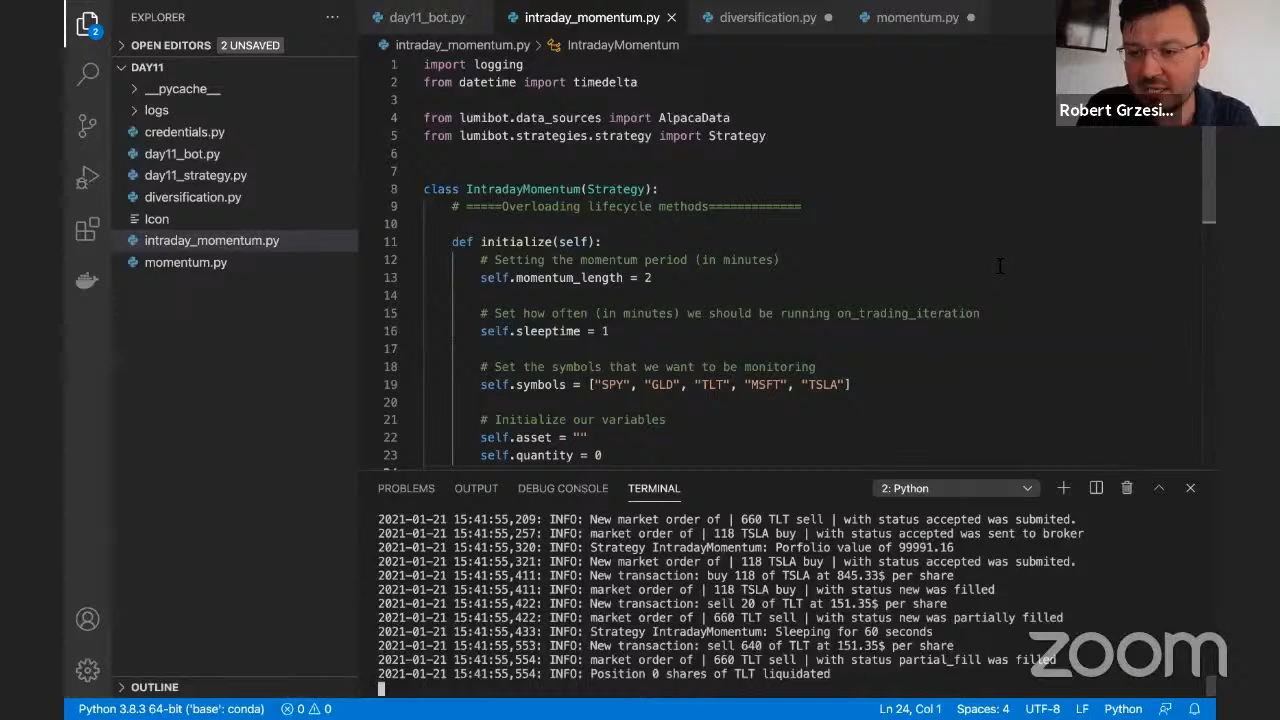 EXPLORER
day11_bot.py
intraday_momentum.py
diversification.py
momentum.py
2
OPEN EDITORS 2 UNSAVED
DAY11
__pycache__
logs
credentials.py
day11_bot.py
day11_strategy.py
diversification.py
Icon
intraday_momentum.py
momentum.py
OUTLINE
intraday_momentum.py > IntradayMomentum
1 import logging
2 from datetime import timedelta
3
4 from lumibot.data_sources import AlpacaData
5 from lumibot.strategies.strategy import Strategy
6
7
8 class IntradayMomentum(Strategy):
9 # =====Overloading lifecycle methods=============
10
11 def initialize(self):
12 # Setting the momentum period (in minutes)
13 self.momentum_length = 2
14
15 # Set how often (in minutes) we should be running on_trading_iteration
16 self.sleeptime = 1
17
18 # Set the symbols that we want to be monitoring
19 self.symbols = ["SPY", "GLD", "TLT", "MSFT", "TSLA"]
20
21 # Initialize our variables
22 self.asset = ""
23 self.quantity = 0
Robert Grzesi...
PROBLEMS OUTPUT DEBUG CONSOLE TERMINAL 2: Python
2021-01-21 15:41:55,209: INFO: New market order of | 660 TLT sell | with status accepted was submited.
2021-01-21 15:41:55,257: INFO: market order of | 118 TSLA buy | with status accepted was sent to broker
2021-01-21 15:41:55,320: INFO: Strategy IntradayMomentum: Porfolio value of 99991.16
2021-01-21 15:41:55,321: INFO: New market order of | 118 TSLA buy | with status accepted was submited.
2021-01-21 15:41:55,411: INFO: New transaction: buy 118 of TSLA at 845.33$ per share
2021-01-21 15:41:55,411: INFO: market order of | 118 TSLA buy | with status new was filled
2021-01-21 15:41:55,422: INFO: New transaction: sell 20 of TLT at 151.35$ per share
2021-01-21 15:41:55,422: INFO: market order of | 660 TLT sell | with status new was partially filled
2021-01-21 15:41:55,433: INFO: Strategy IntradayMomentum: Sleeping for 60 seconds
2021-01-21 15:41:55,553: INFO: New transaction: sell 640 of TLT at 151.35$ per share
2021-01-21 15:41:55,554: INFO: market order of | 660 TLT sell | with status partial_fill was filled
2021-01-21 15:41:55,554: INFO: Position 0 shares of TLT liquidated
zoom
Python 3.8.3 64-bit ('base': conda) 0 0 Ln 24, Col 1 Spaces: 4 UTF-8 LF Python